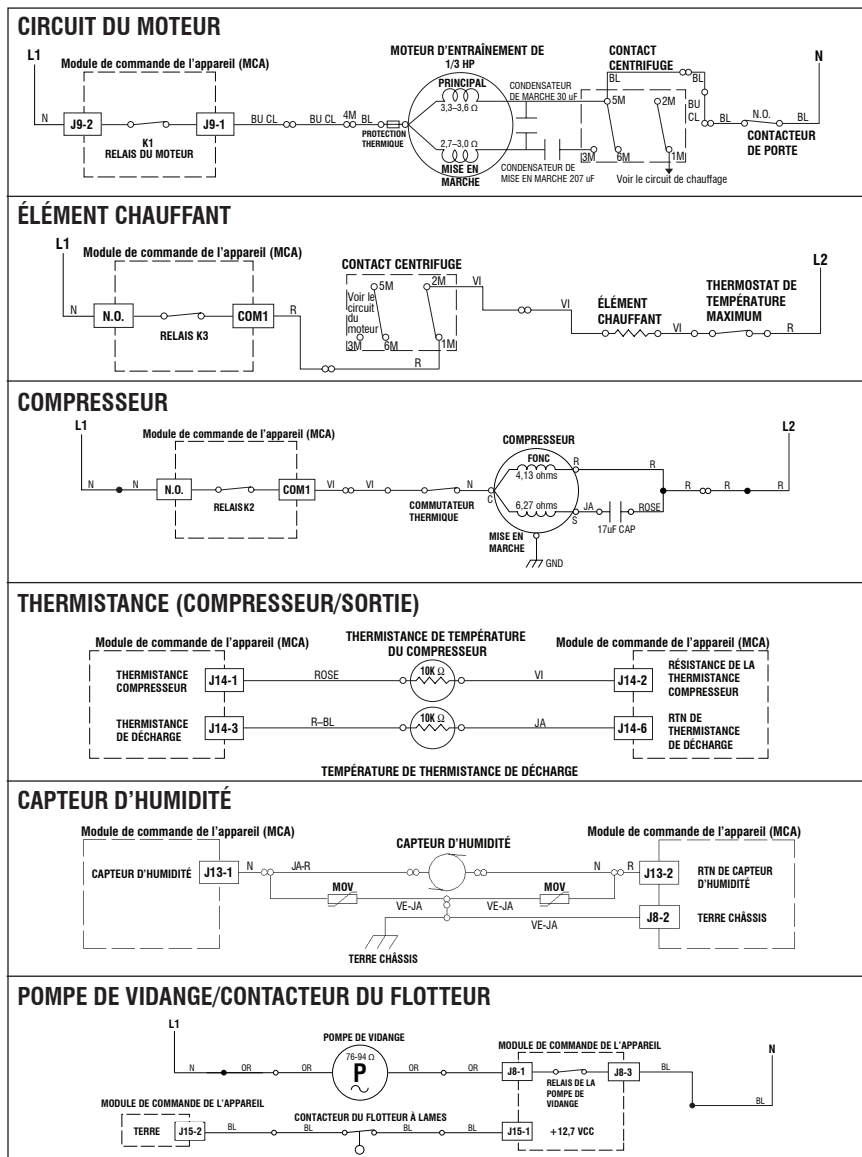 CIRCUIT DU MOTEUR
L1
Module de commande de l'appareil (MCA)
MOTEUR D'ENTRAÎNEMENT DE
1/3 HP
CONTACT
CENTRIFUGE
N
PRINCIPAL
3,3–3,6 Ω
CONDENSATEUR
DE MARCHE 30 uF
BL
5M
2M
BU
CL
N
J9-2
J9-1
K1
RELAIS DU MOTEUR
BU CL
BU CL
4M
BL
PROTECTION
THERMIQUE
2,7–3,0 Ω
MISE EN
MARCHE
CONDENSATEUR DE
MISE EN MARCHE 207 uF
3M
6M
1M
BL
N.O.
BL
CONTACTEUR
DE PORTE
Voir le circuit de chauffage
ÉLÉMENT CHAUFFANT
L1
Module de commande de l'appareil (MCA)
CONTACT CENTRIFUGE
L2
N
N.O.
RELAIS K3
COM1
R
5M
2M
VI
Voir le
circuit
du
moteur
3M
6M
1M
R
VI
ÉLÉMENT
CHAUFFANT
VI
THERMOSTAT DE
TEMPÉRATURE
MAXIMUM
R
COMPRESSEUR
L1
Module de commande de l'appareil (MCA)
COMPRESSEUR
L2
N
N
N.O.
RELAIS K2
COM1
VI
VI
COMMUTATEUR
THERMIQUE
N
C
FONC
4,13 ohms
R
R
6,27 ohms
S
JA
17uF CAP
ROSE
R
R
R
MISE EN
MARCHE
GND
THERMISTANCE (COMPRESSEUR/SORTIE)
Module de commande de l'appareil (MCA)
THERMISTANCE DE TEMPÉRATURE
DU COMPRESSEUR
Module de commande de l'appareil (MCA)
THERMISTANCE
COMPRESSEUR
J14-1
ROSE
10K Ω
VI
J14-2
RÉSISTANCE DE LA
THERMISTANCE
COMPRESSEUR
THERMISTANCE
DE DÉCHARGE
J14-3
R–BL
10K Ω
JA
J14-6
RTN DE
THERMISTANCE
DE DÉCHARGE
TEMPÉRATURE DE THERMISTANCE DE DÉCHARGE
CAPTEUR D'HUMIDITÉ
Module de commande de l'appareil (MCA)
CAPTEUR D'HUMIDITÉ
Module de commande de l'appareil (MCA)
CAPTEUR D'HUMIDITÉ
J13-1
N
JA-R
N
R
J13-2
RTN DE CAPTEUR
D'HUMIDITÉ
MOV
VE-JA
VE-JA
MOV
VE-JA
J8-2
TERRE CHÂSSIS
TERRE CHÂSSIS
POMPE DE VIDANGE/CONTACTEUR DU FLOTTEUR
L1
POMPE DE VIDANGE
MODULE DE COMMANDE DE L'APPAREIL
N
N
OR
OR
76-94 Ω
P
OR
OR
J8-1
RELAIS DE LA
POMPE DE
VIDANGE
J8-3
BL
BL
MODULE DE COMMANDE DE L'APPAREIL
CONTACTEUR DU FLOTTEUR À LAMES
TERRE
J15-2
BL
BL
BL
BL
J15-1
+12,7 VCC